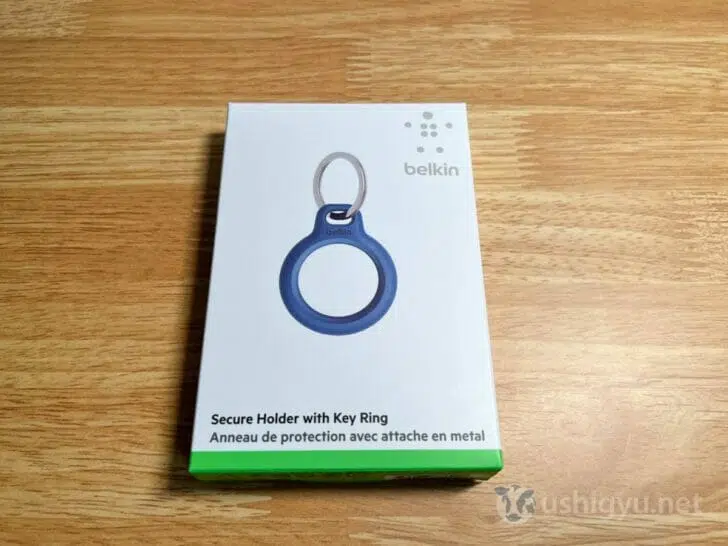 belkin
belkin
Secure Holder with Key Ring
Anneau de protection avec attache en metal
ushigyu.net